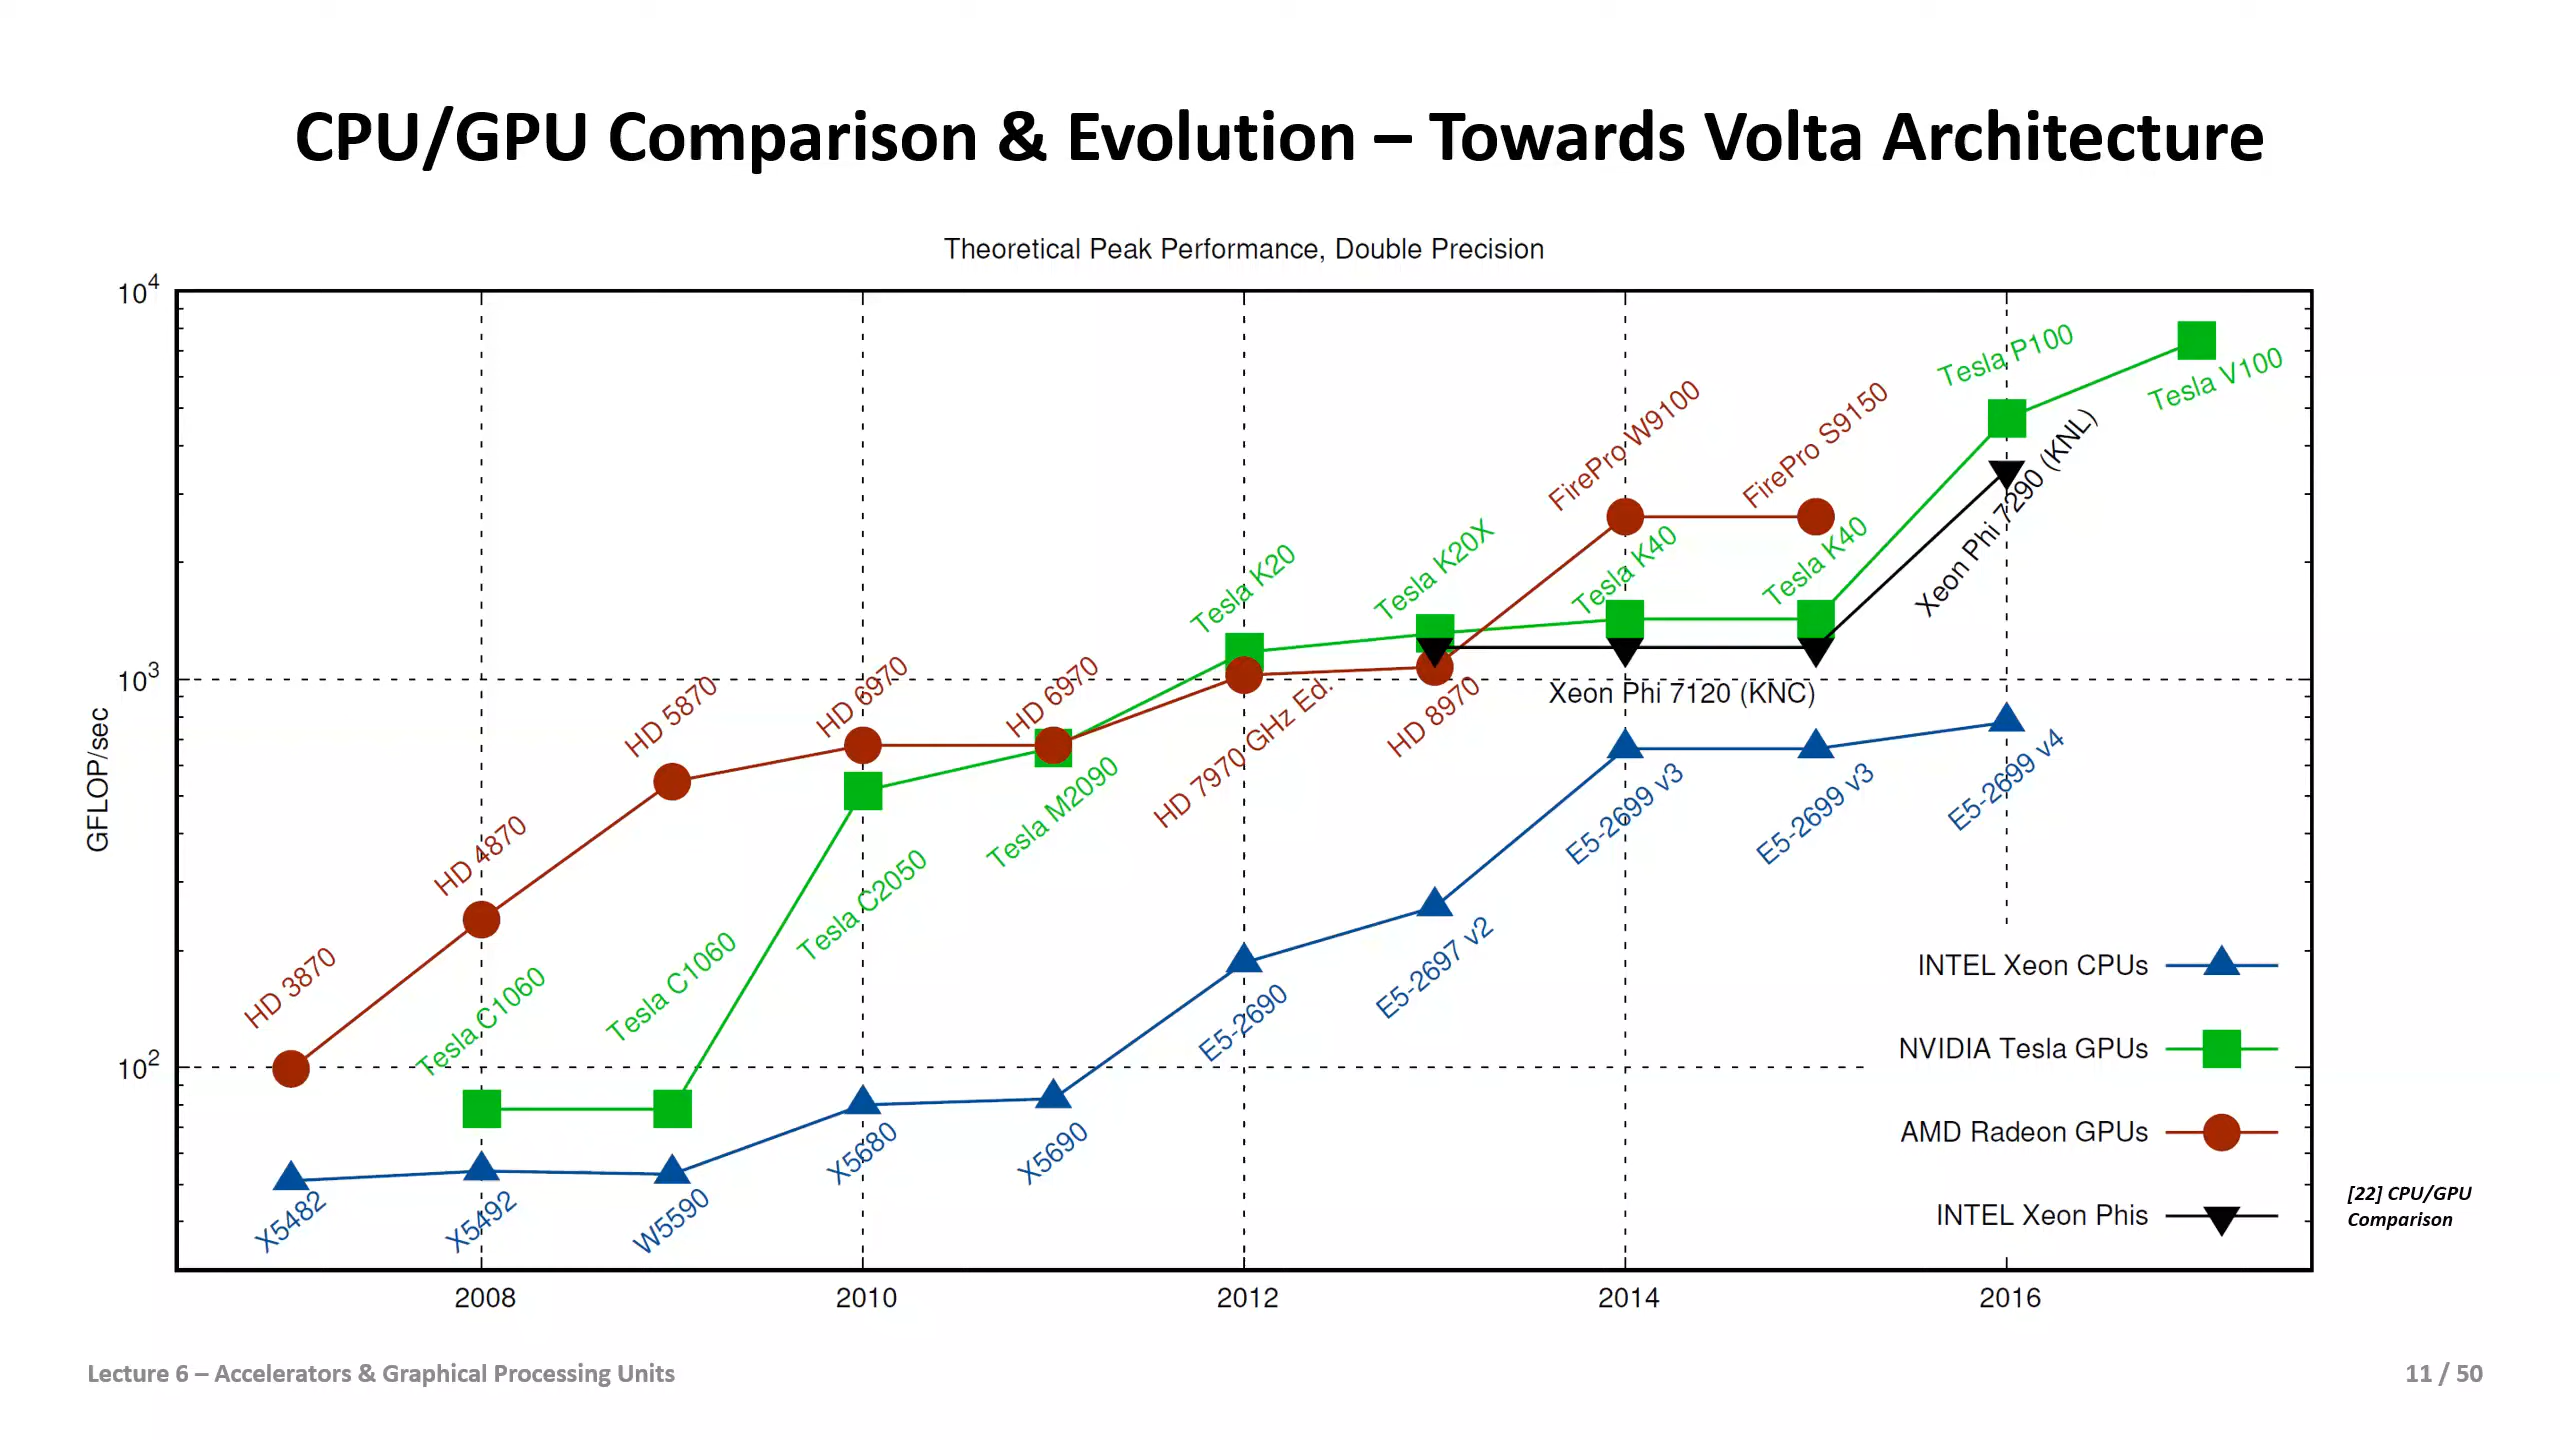 CPU/GPU Comparison & Evolution – Towards Volta Architecture
Theoretical Peak Performance, Double Precision
10^4
10^3
10^2
GFLOP/sec
HD 3870
HD 4870
HD 5870
HD 6970
HD 6970
HD 7970 GHz Ed.
HD 8970
FirePro W9100
FirePro S9150
Tesla C1060
Tesla C1060
Tesla C2050
Tesla M2090
Tesla K20
Tesla K20X
Tesla K40
Tesla K40
Tesla P100
Tesla V100
Xeon Phi 7120 (KNC)
Xeon Phi 7290 (KNL)
X5482
X5492
W5590
X5680
X5690
E5-2690
E5-2697 v2
E5-2699 v3
E5-2699 v3
E5-2699 v4
INTEL Xeon CPUs
NVIDIA Tesla GPUs
AMD Radeon GPUs
INTEL Xeon Phis
2008
2010
2012
2014
2016
[22] CPU/GPU
Comparison
Lecture 6 – Accelerators & Graphical Processing Units
11 / 50